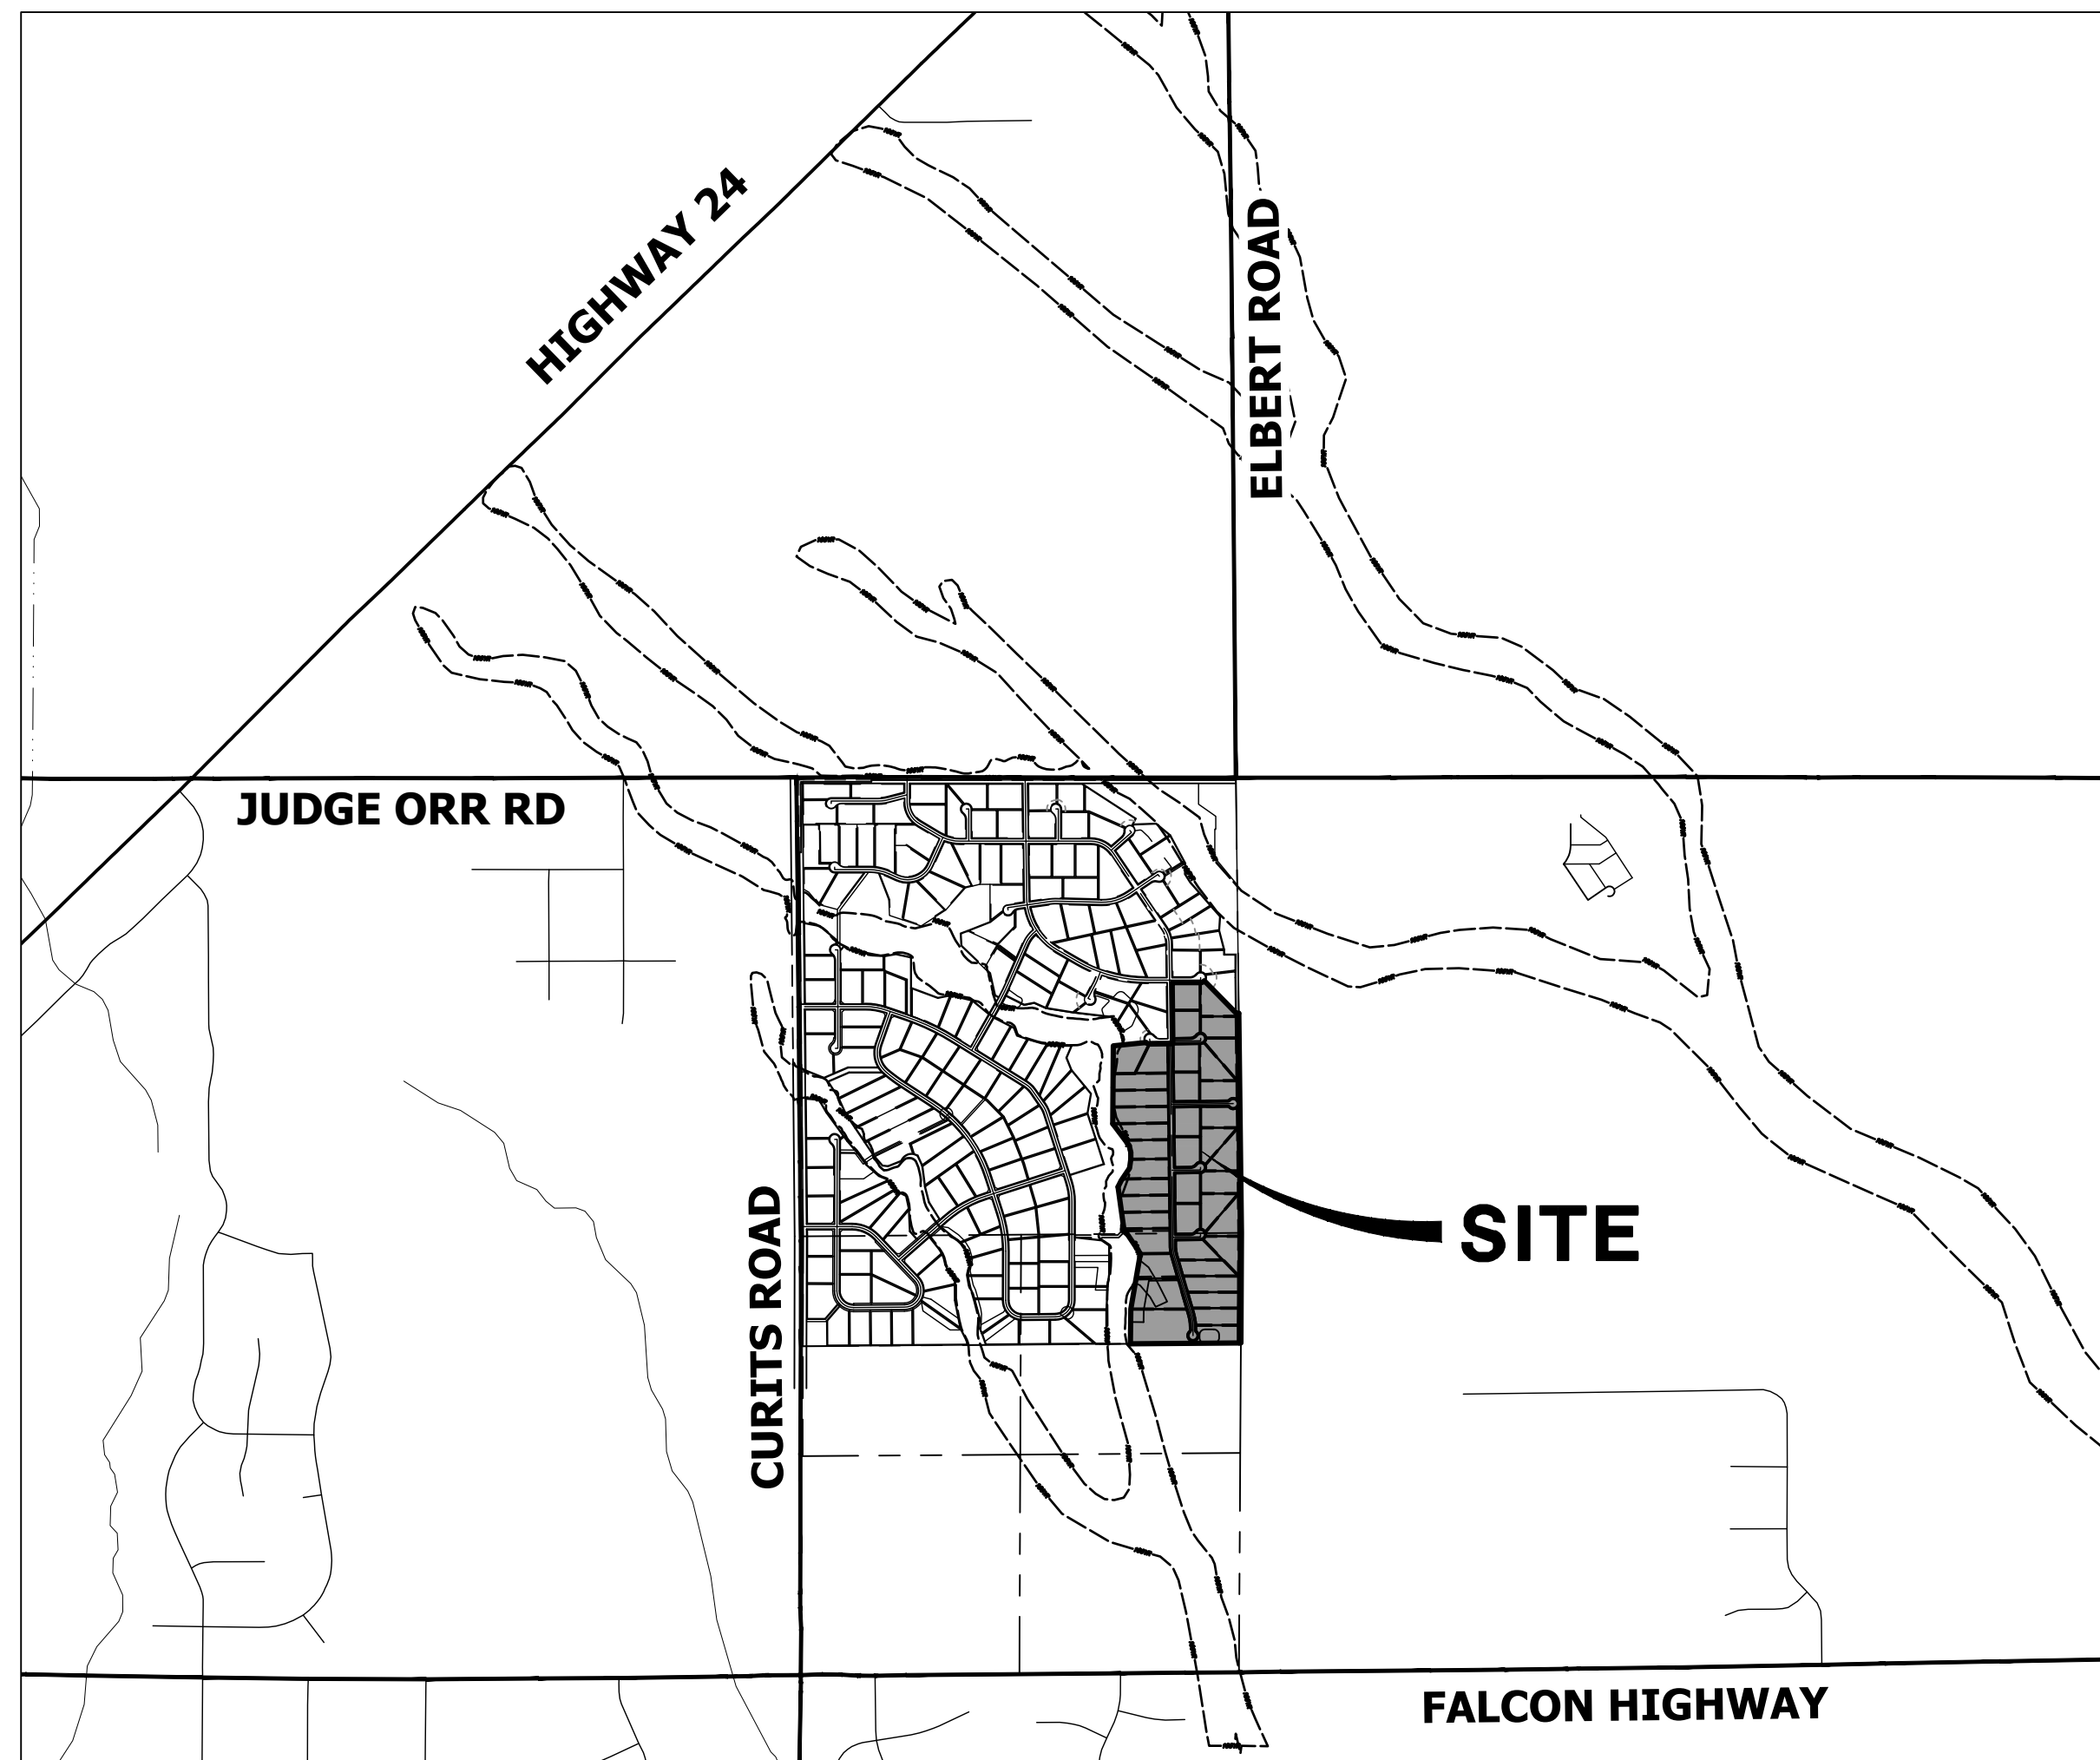 HIGHWAY 24
ELBERT ROAD
JUDGE ORR RD
CURITS ROAD
SITE
FALCON HIGHWAY